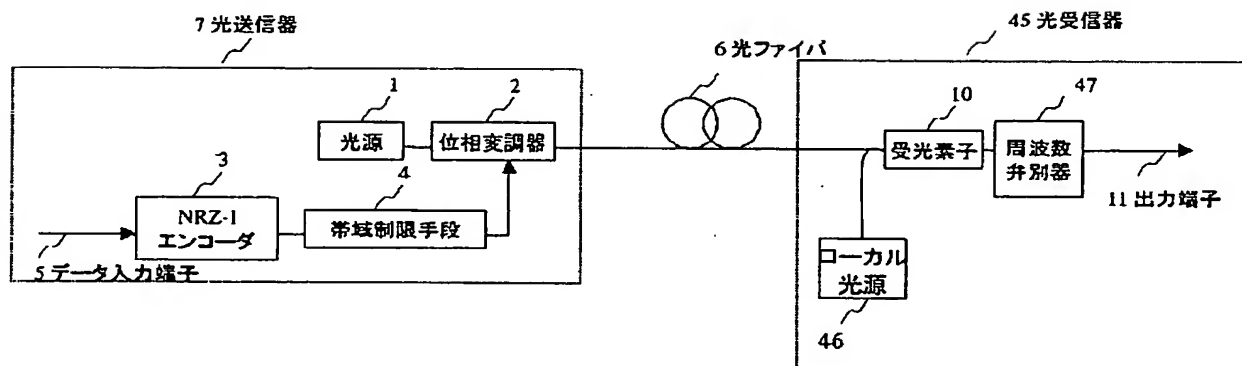 7 光送信器
45 光受信器
6 光ファイバ
1
光源
2
位相変調器
10
受光素子
47
周波数
弁別器
3
NRZ-I
エンコーダ
4
帯域制限手段
5 データ入力端子
11 出力端子
ローカル
光源
46